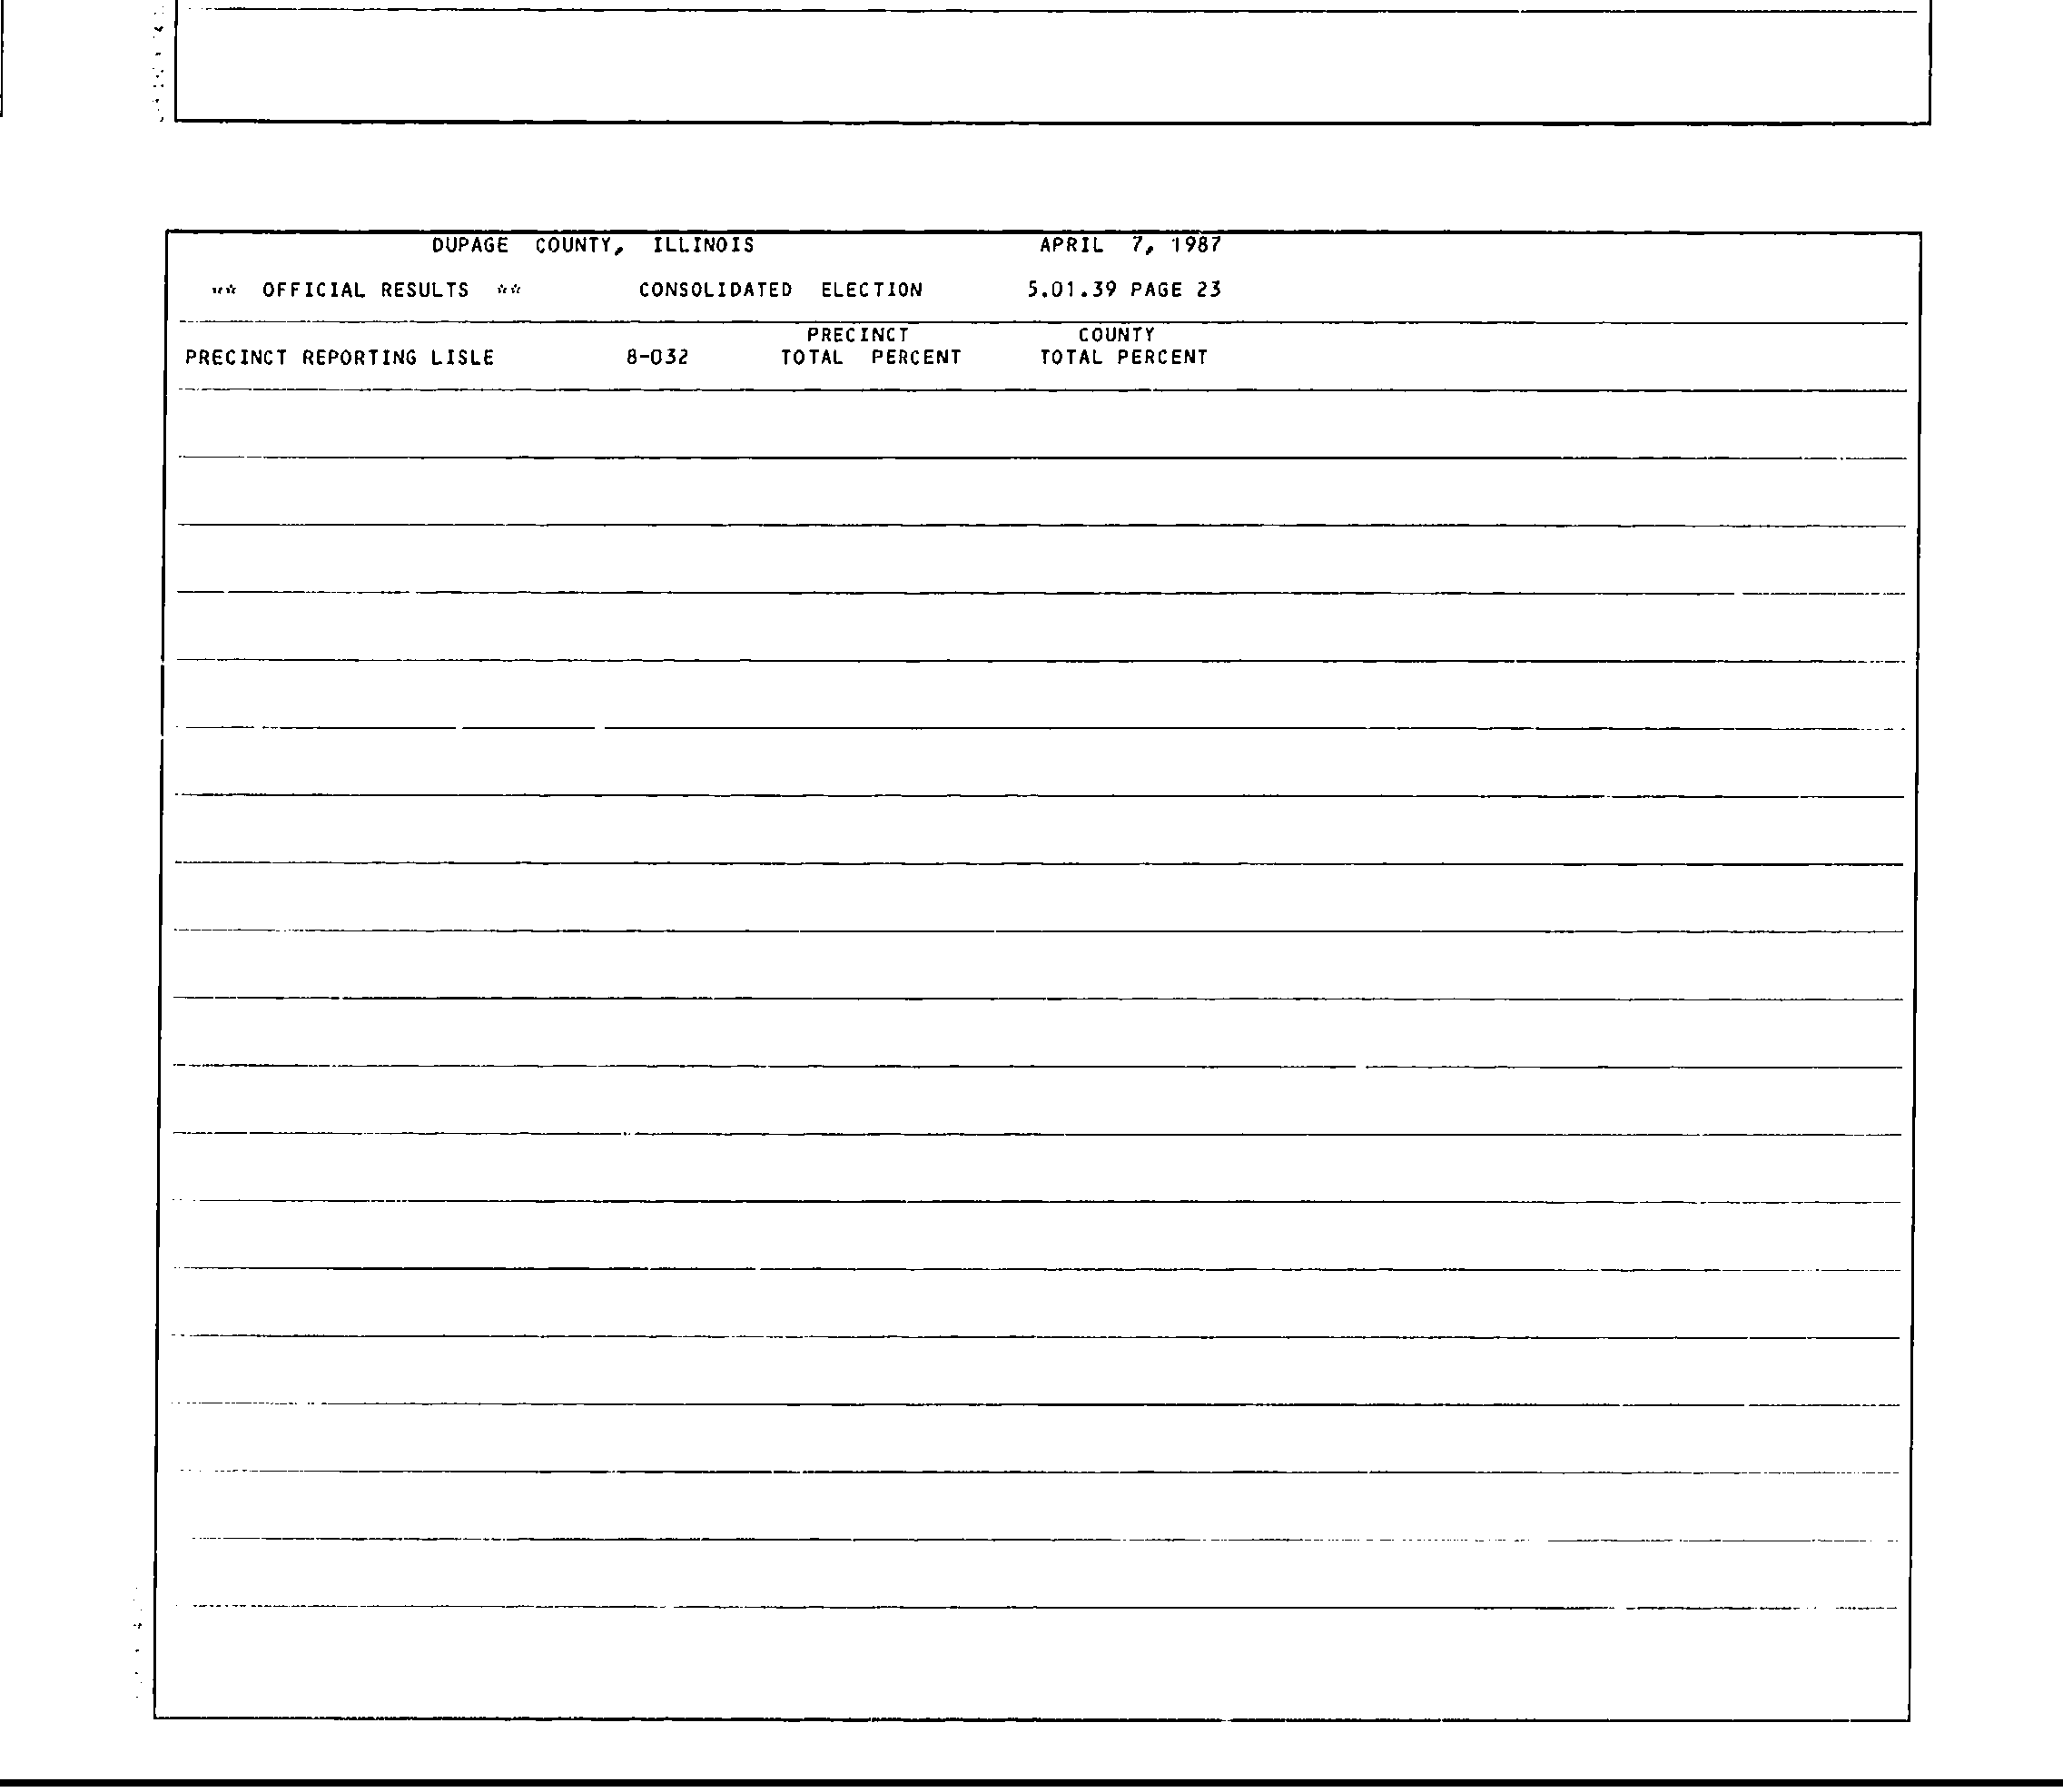 DUPAGE COUNTY, ILLINOIS APRIL 7, 1987
** OFFICIAL RESULTS ** CONSOLIDATED ELECTION 5.01.39 PAGE 23
PRECINCT COUNTY
PRECINCT REPORTING LISLE 8-032 TOTAL PERCENT TOTAL PERCENT